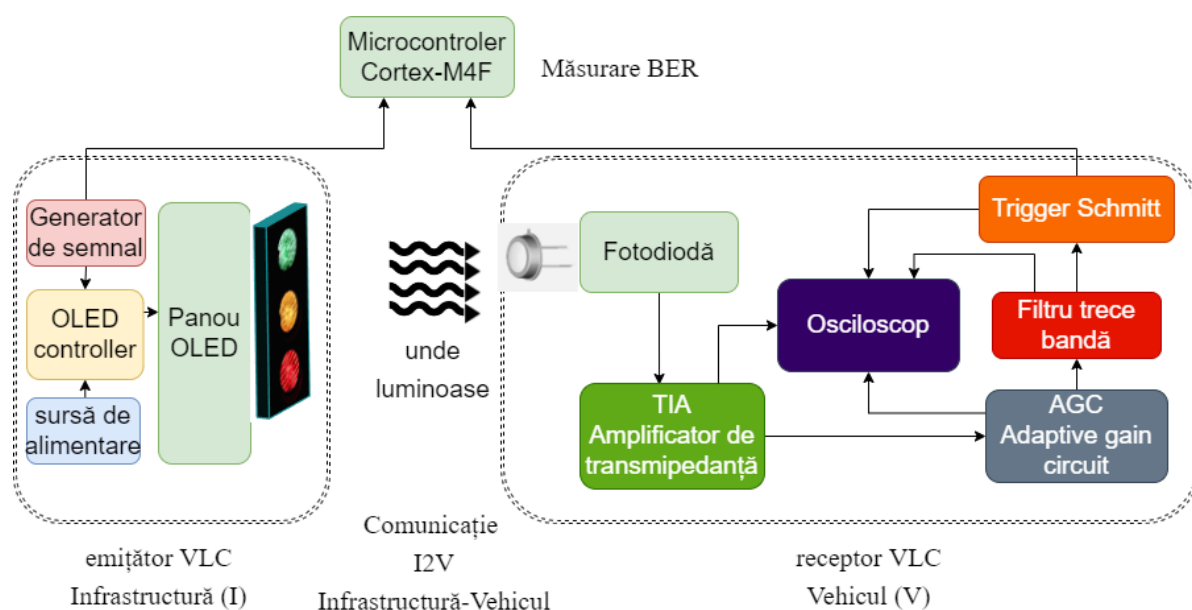 Microcontroler
Cortex-M4F
Măsurare BER
Generator
de semnal
OLED
controller
sursă de
alimentare
Panou
OLED
unde
luminoase
Fotodiodă
Trigger Schmitt
Osciloscop
Filtru trece
bandă
TIA
Amplificator de
transmipedanță
AGC
Adaptive gain
circuit
emițător VLC
Infrastructură (I)
Comunicație
I2V
Infrastructură-Vehicul
receptor VLC
Vehicul (V)